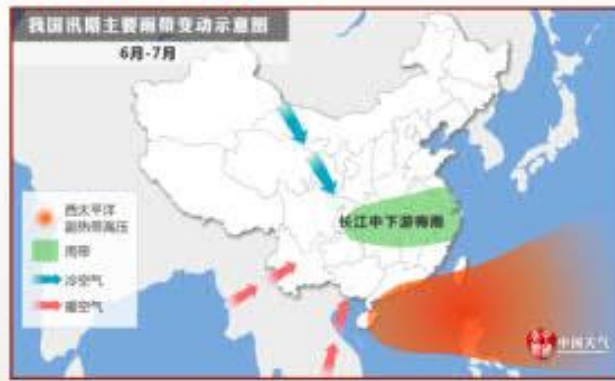 我国汛期主要雨带变动示意图
6月-7月
长江中下游梅雨
西太平洋
副热带高压
雨带
冷空气
暖空气
中国天气